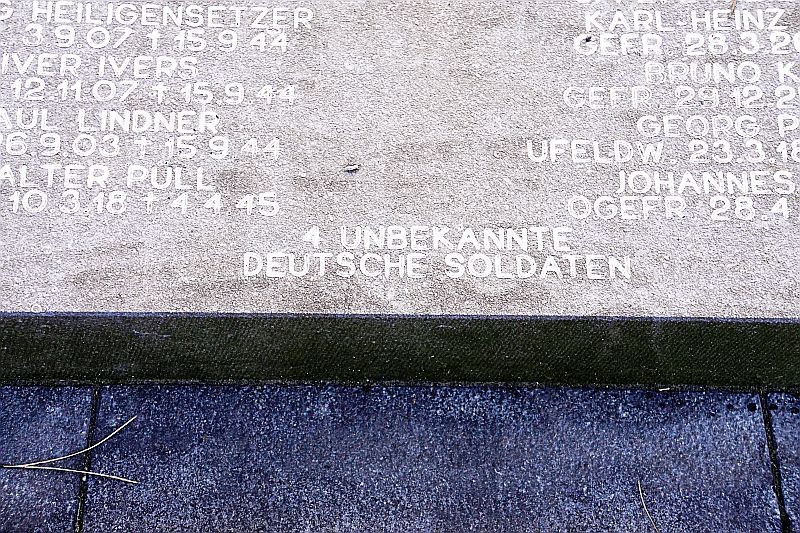 G HEILIGENSETZER
3.9.07 † 15.9.44
IVER IVERS
12.11.07 † 15.9.44
AUL LINDNER
6.9.03 † 15.9.44
ALTER PULL
10.3.18 † 4.4.45
KARL-HEINZ
GEFR. 28.3.26
BRUNO K
GEFR. 29.12.2
GEORG P
UFELDW. 23.3.18
JOHANNES
OGEFR. 28.4
4 UNBEKANNTE
DEUTSCHE SOLDATEN